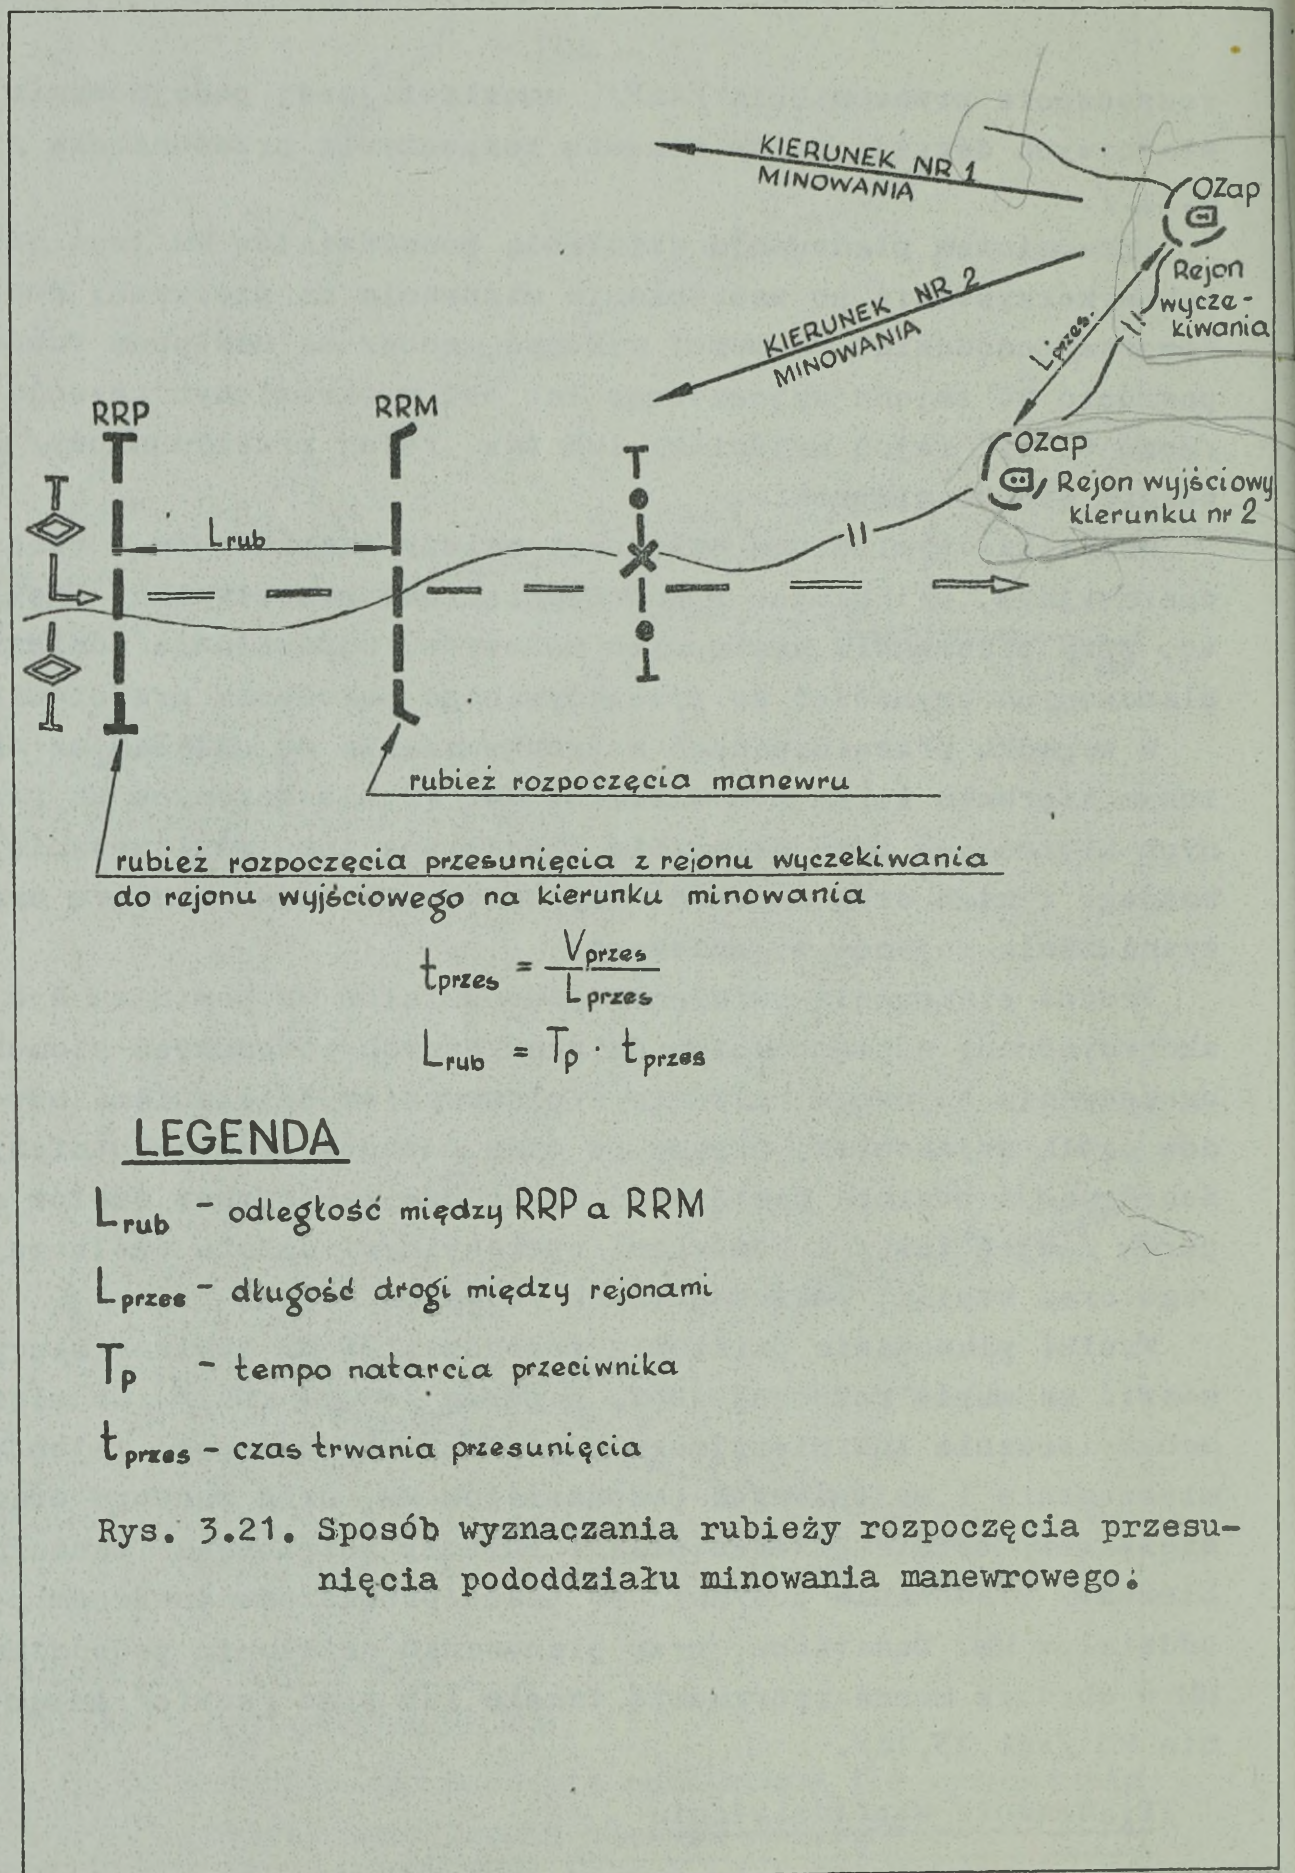 KIERUNEK NR 1
MINOWANIA
OZap
Rejon
wycze-
kiwania
KIERUNEK NR 2
MINOWANIA
Lprzes.
RRP
RRM
OZap
Rejon wyjściowy
kierunku nr 2
Lrub
rubież rozpoczęcia manewru
rubież rozpoczęcia przesunięcia z rejonu wyczekiwania
do rejonu wyjściowego na kierunku minowania
tprzes = Vprzes / Lprzes
Lrub = Tp · tprzes
LEGENDA
Lrub - odległość między RRP a RRM
Lprzes - długość drogi między rejonami
Tp - tempo natarcia przeciwnika
tprzes - czas trwania przesunięcia
Rys. 3.21. Sposób wyznaczania rubieży rozpoczęcia przesu-
nięcia pododdziału minowania manewrowego.